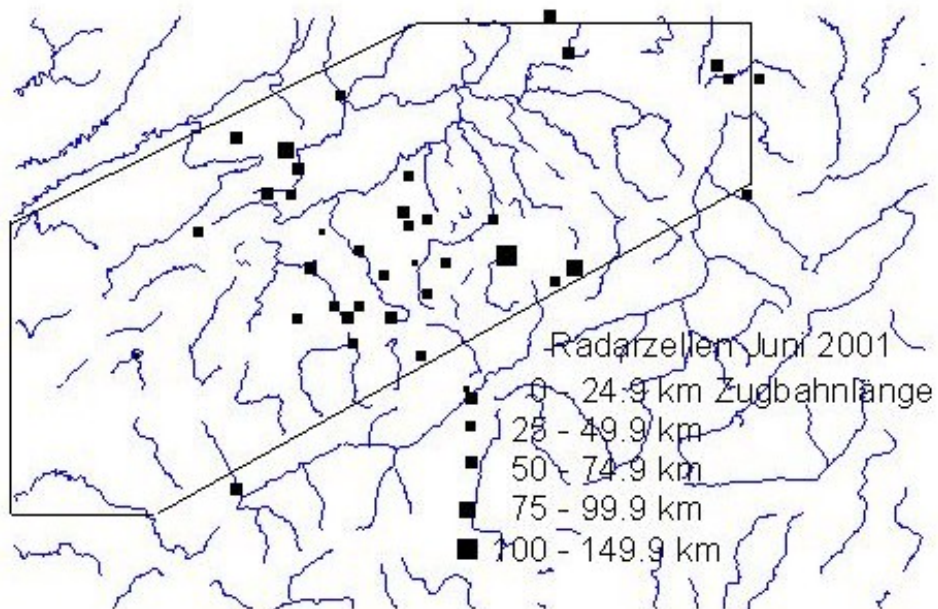 Radarzellen Juni 2001
0 - 24.9 km Zugbahnlänge
25 - 49.9 km
50 - 74.9 km
75 - 99.9 km
100 - 149.9 km